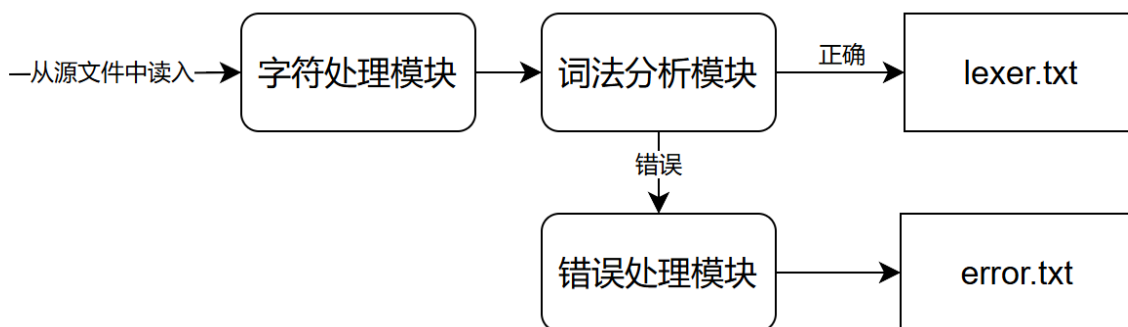 从源文件中读入
字符处理模块
词法分析模块
正确
lexer.txt
错误
错误处理模块
error.txt